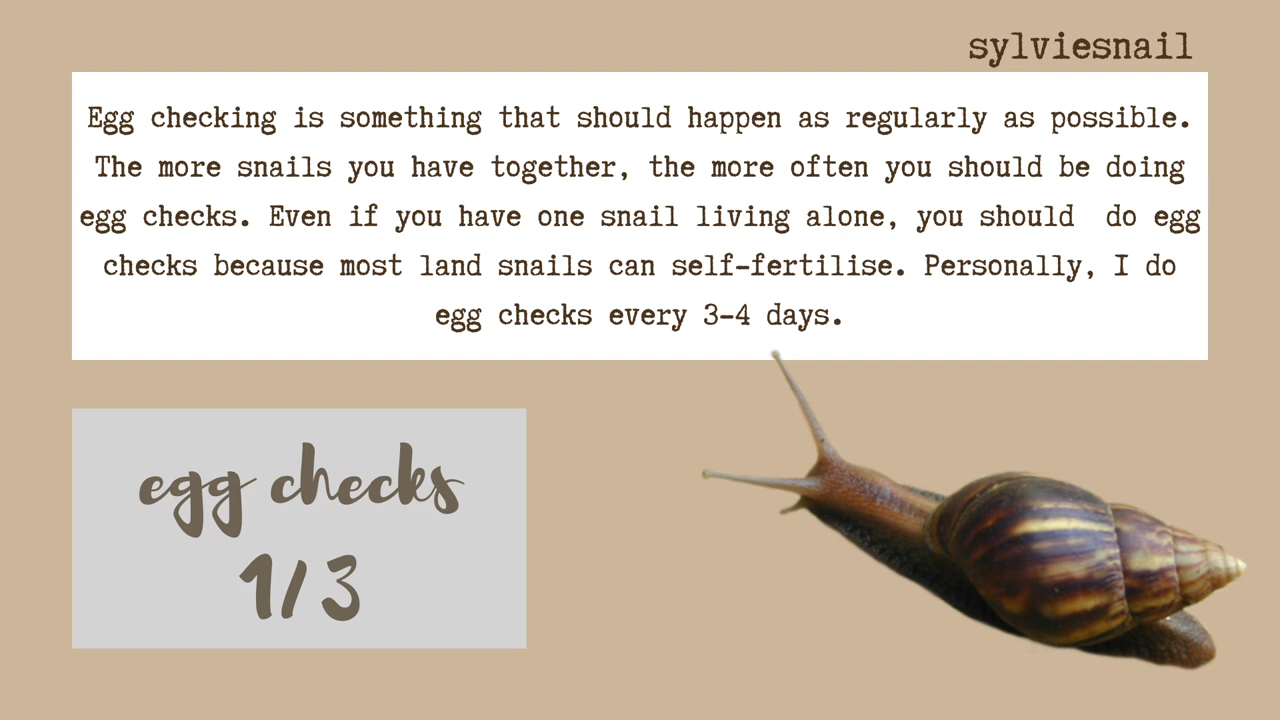 sylviesnail
Egg checking is something that should happen as regularly as possible.
The more snails you have together, the more often you should be doing
egg checks. Even if you have one snail living alone, you should  do egg
checks because most land snails can self-fertilise. Personally, I do
egg checks every 3-4 days.
egg checks
1/3